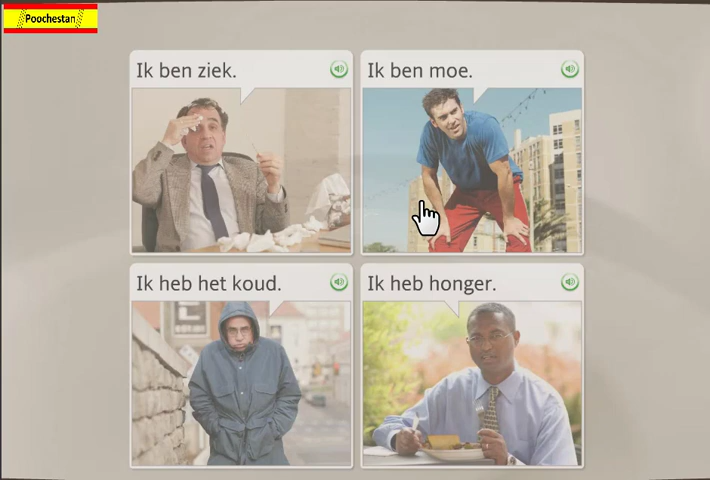 Poochestan
Ik ben ziek.
Ik ben moe.
Ik heb het koud.
Ik heb honger.